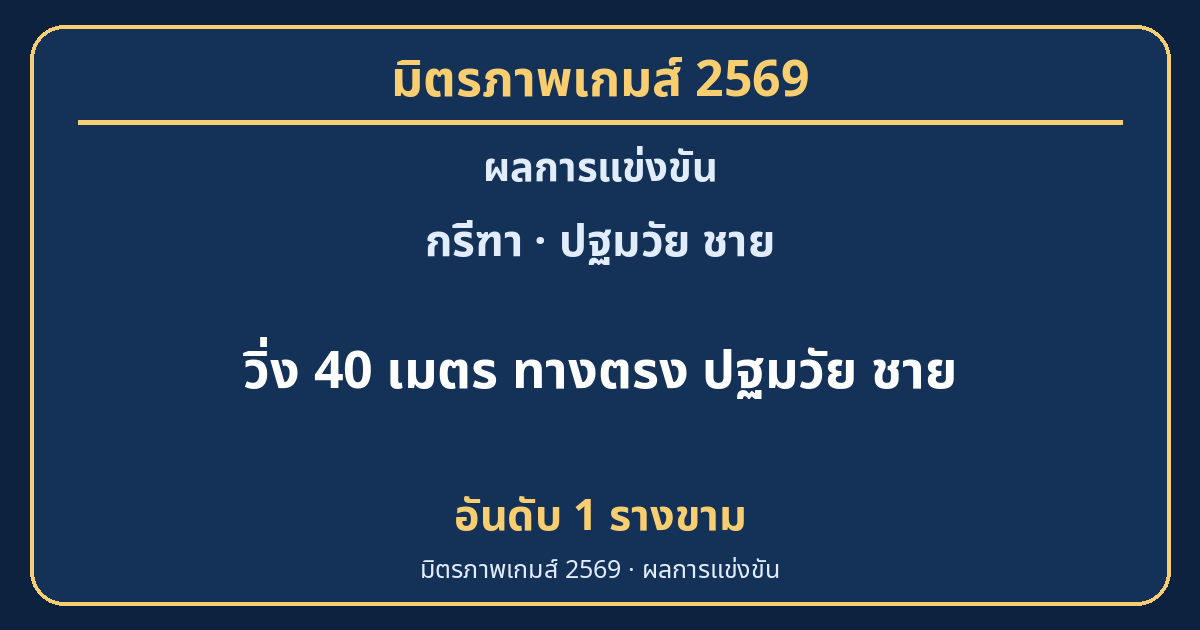 มิตรภาพเกมส์ 2569
ผลการแข่งขัน
กรีฑา · ปฐมวัย ชาย
วิ่ง 40 เมตร ทางตรง ปฐมวัย ชาย
อันดับ 1 รางขาม
มิตรภาพเกมส์ 2569 · ผลการแข่งขัน